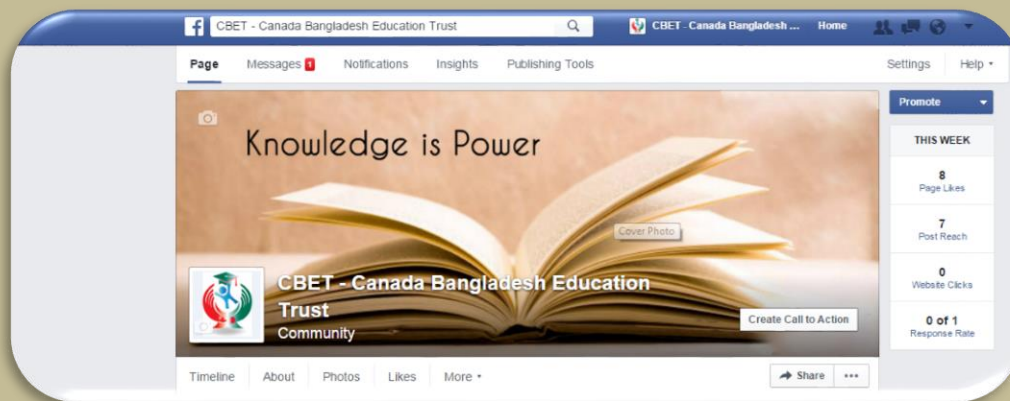 CBET - Canada Bangladesh Education Trust
CBET - Canada Bangladesh ... Home
Page Messages 1 Notifications Insights Publishing Tools Settings Help
Promote
Knowledge is Power
THIS WEEK
8
Page Likes
7
Post Reach
0
Website Clicks
0 of 1
Response Rate
Cover Photo
CBET - Canada Bangladesh Education
Trust
Community
Create Call to Action
Timeline About Photos Likes More
Share